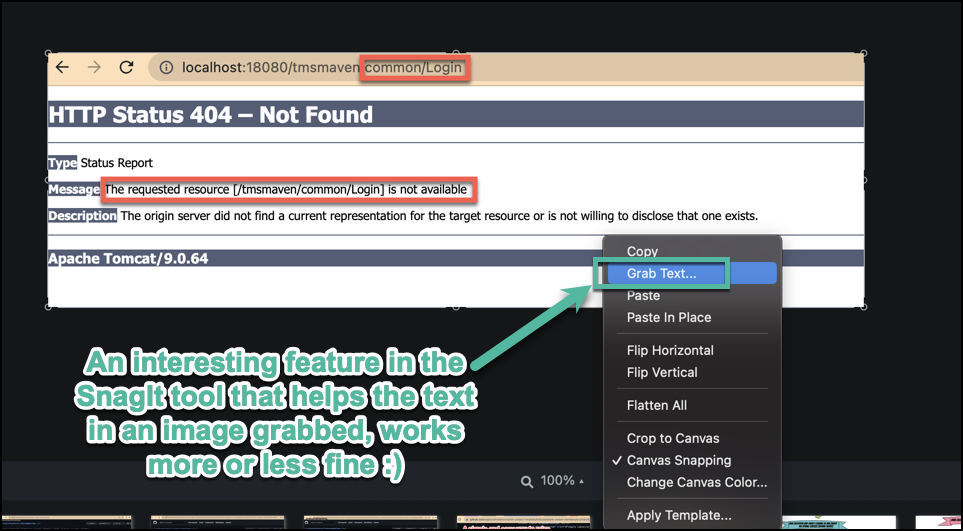 localhost:18080/tmsmaven common/Login
HTTP Status 404 – Not Found
Type Status Report
Message The requested resource [/tmsmaven/common/Login] is not available
Description The origin server did not find a current representation for the target resource or is not willing to disclose that one exists.
Apache Tomcat/9.0.64
Copy
Grab Text...
Paste
Paste In Place
Flip Horizontal
Flip Vertical
Flatten All
Crop to Canvas
Canvas Snapping
Change Canvas Color...
Apply Template...
An interesting feature in the
SnagIt tool that helps the text
in an image grabbed, works
more or less fine :)
100%